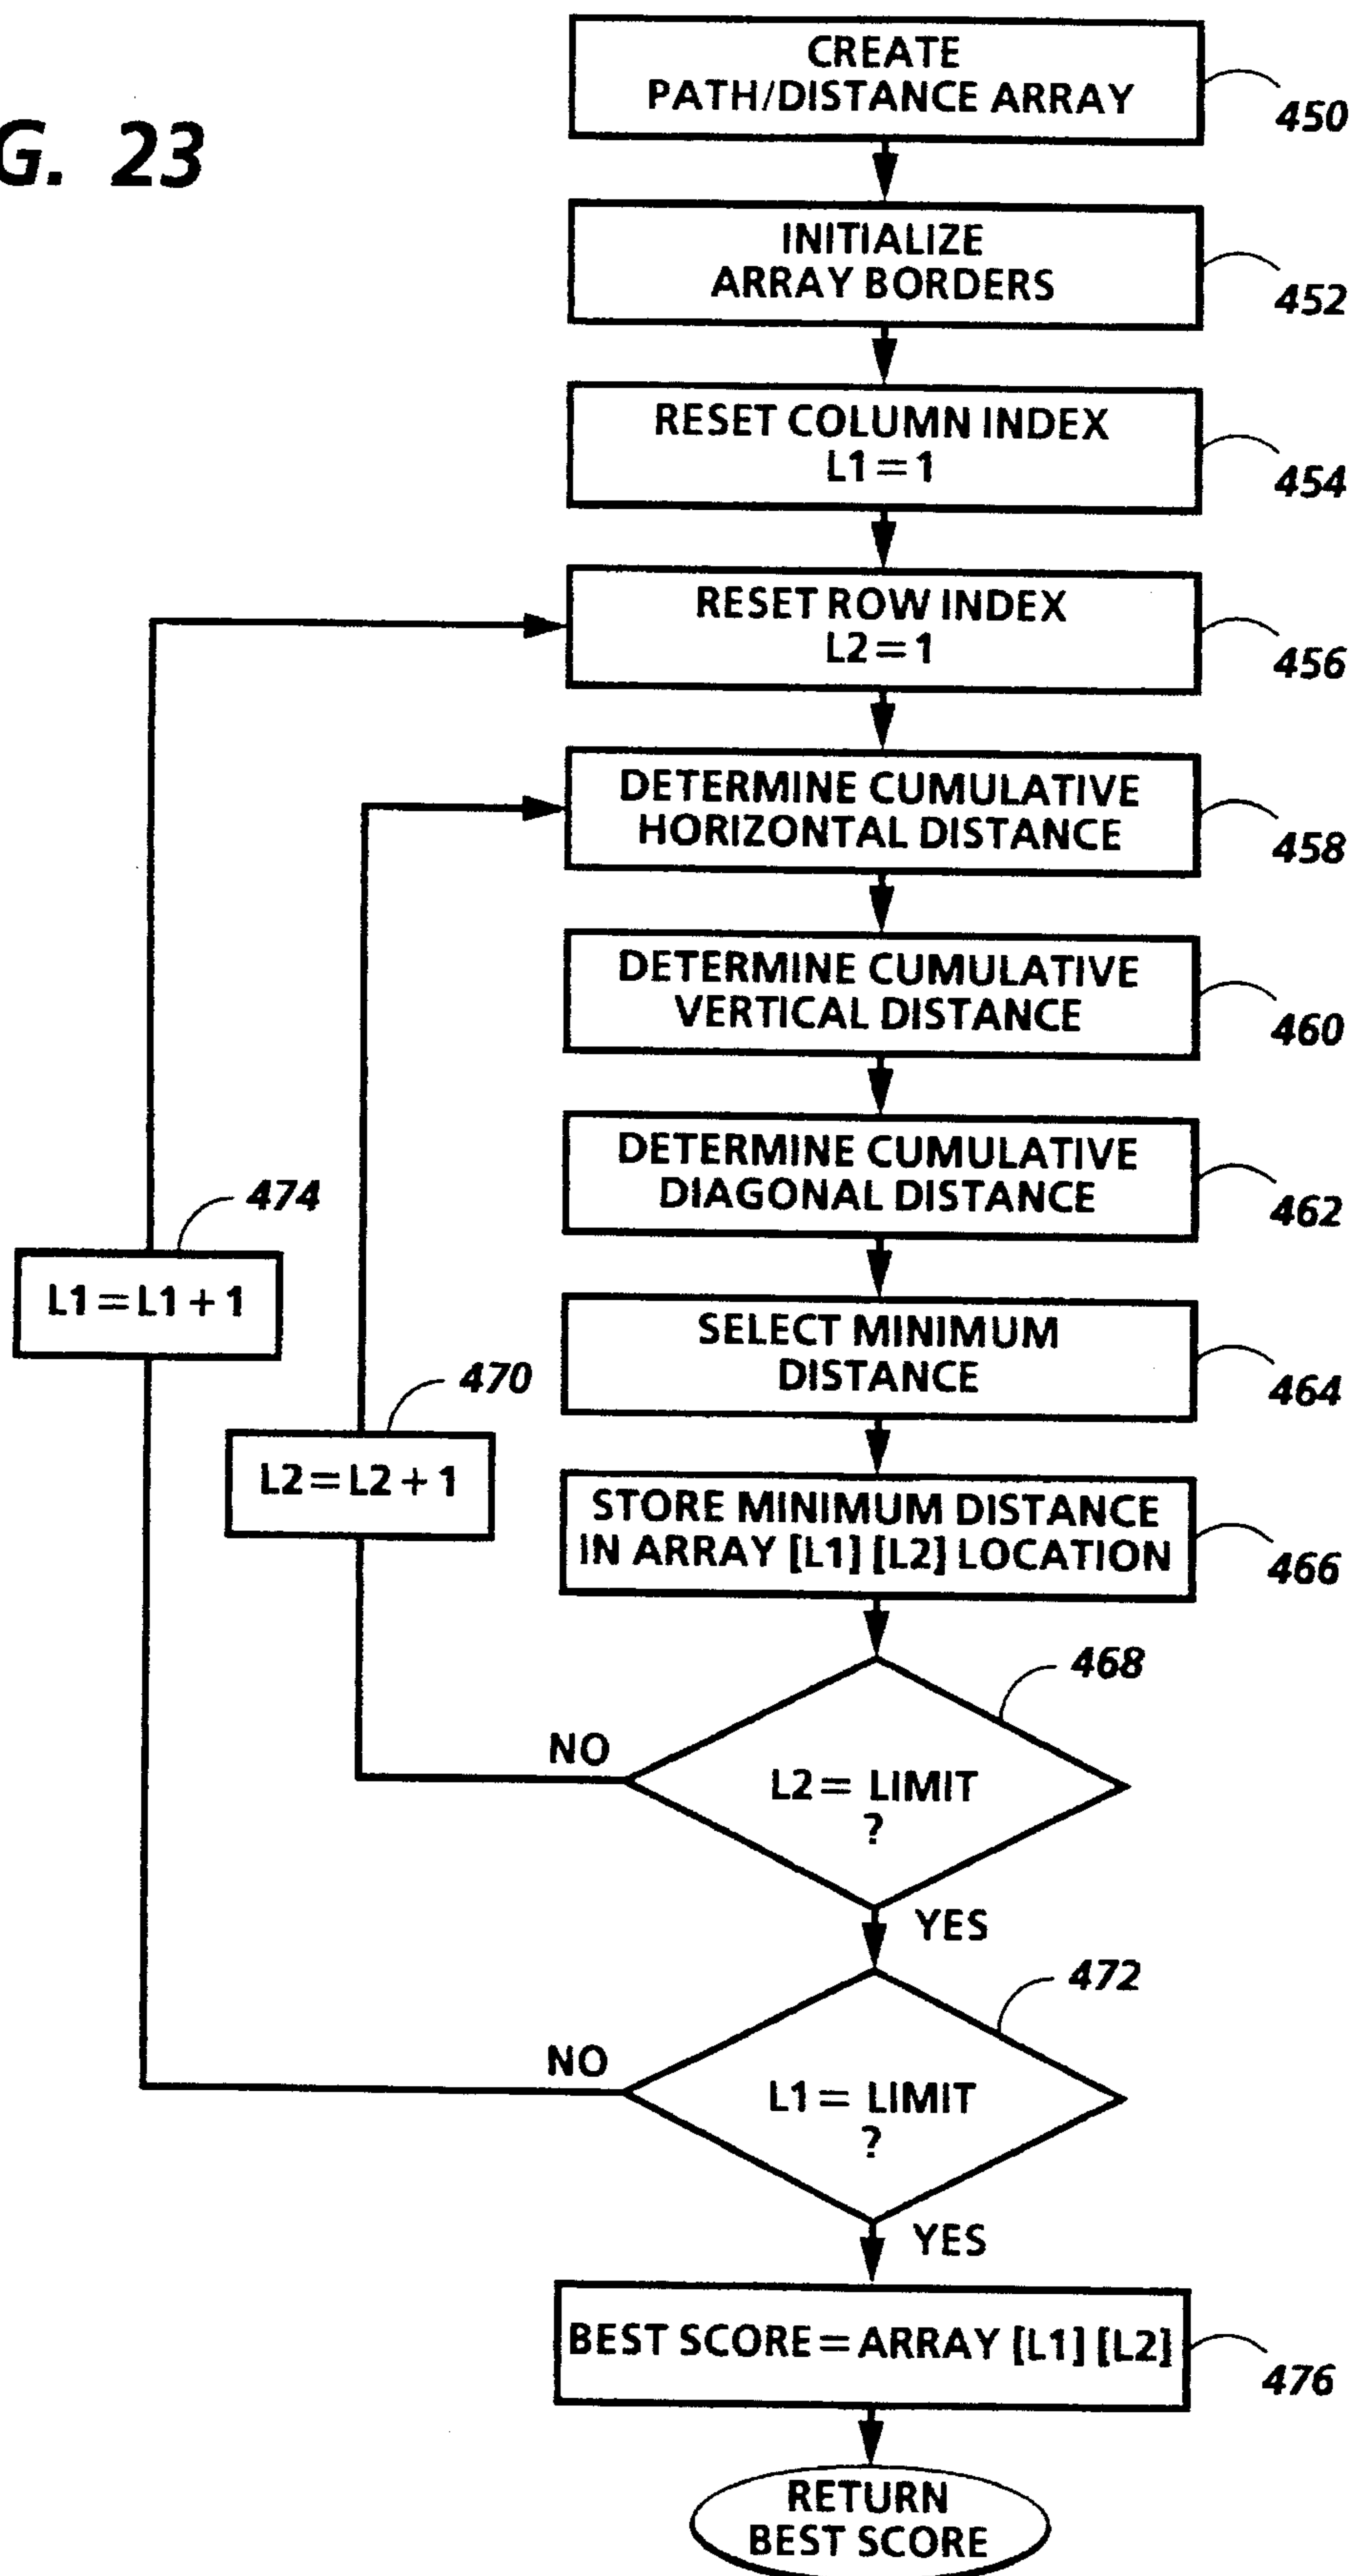 G. 23
CREATE
PATH/DISTANCE ARRAY
450
INITIALIZE
ARRAY BORDERS
452
RESET COLUMN INDEX
L1 = 1
454
RESET ROW INDEX
L2 = 1
456
DETERMINE CUMULATIVE
HORIZONTAL DISTANCE
458
DETERMINE CUMULATIVE
VERTICAL DISTANCE
460
DETERMINE CUMULATIVE
DIAGONAL DISTANCE
462
474
L1 = L1 + 1
SELECT MINIMUM
DISTANCE
464
470
L2 = L2 + 1
STORE MINIMUM DISTANCE
IN ARRAY [L1] [L2] LOCATION
466
468
NO
L2 = LIMIT
?
YES
472
NO
L1 = LIMIT
?
YES
BEST SCORE = ARRAY [L1] [L2]
476
RETURN
BEST SCORE